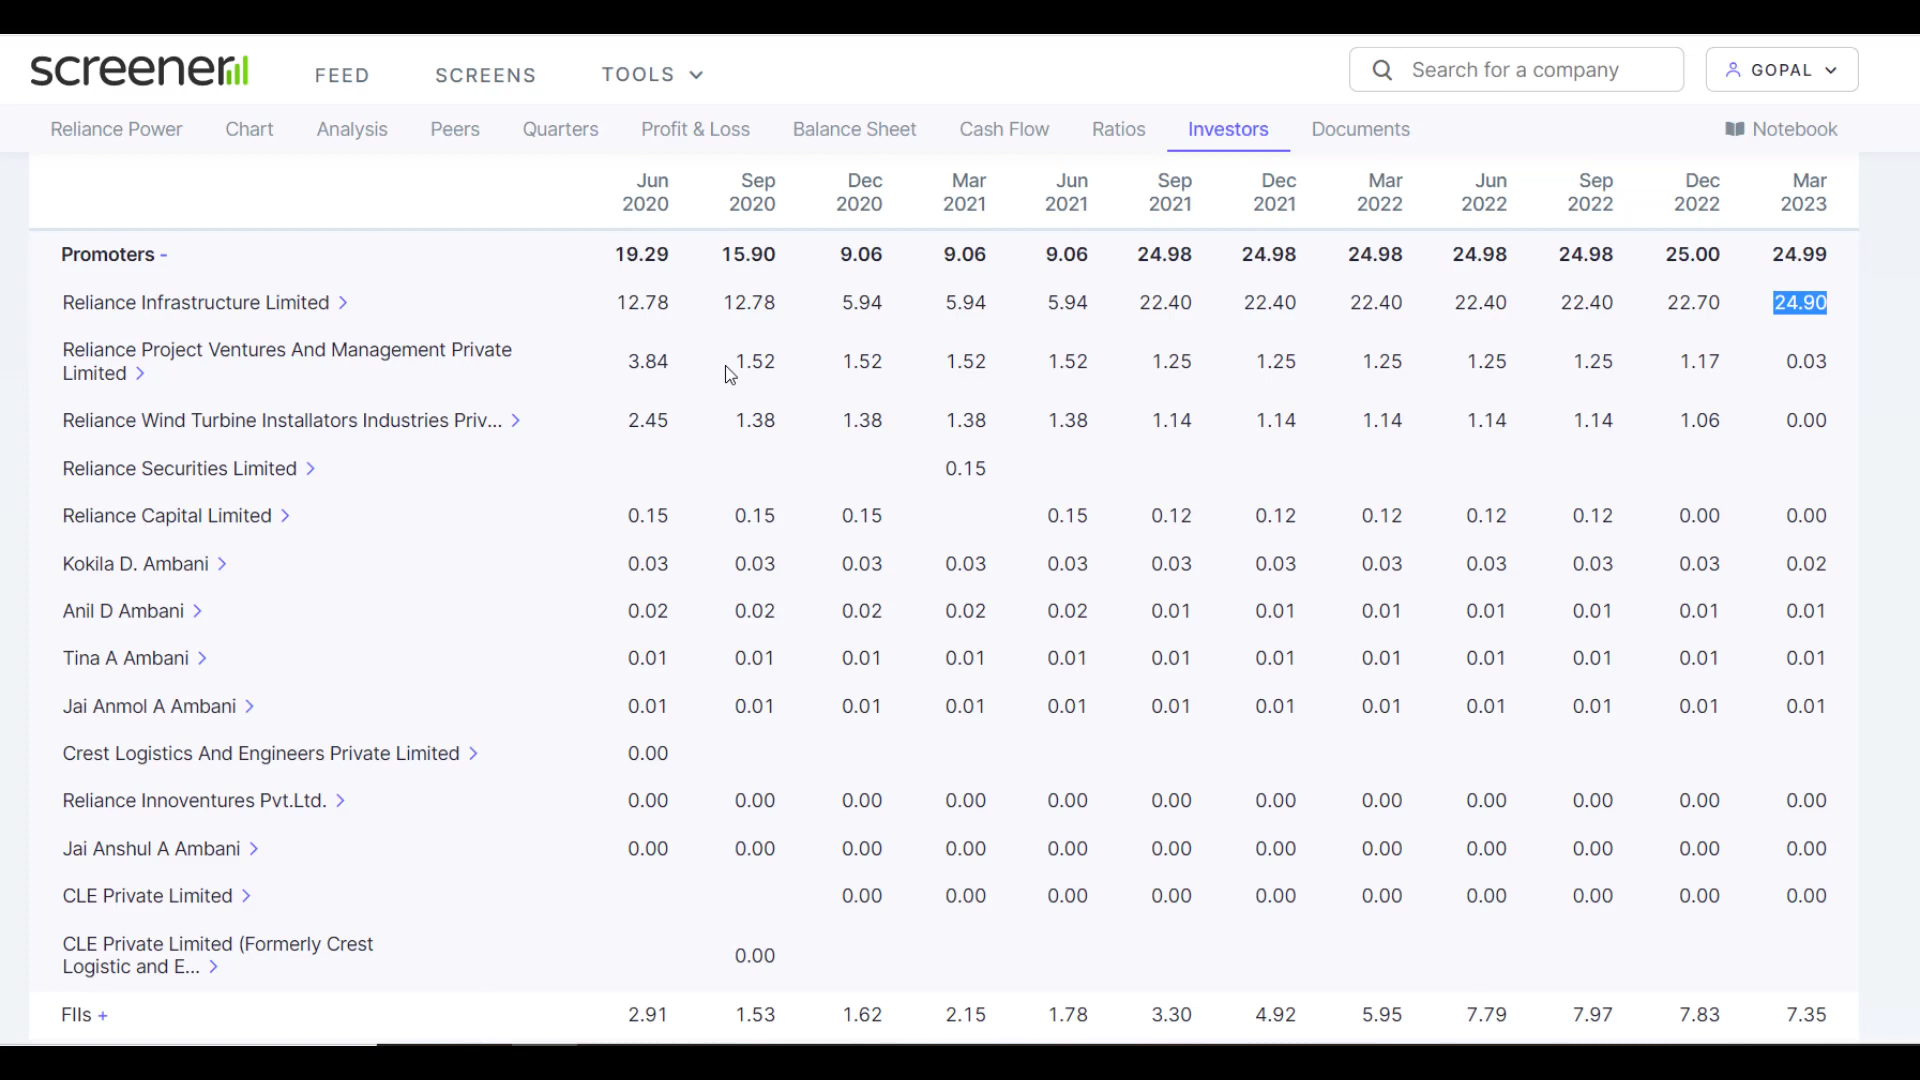 screener
FEED SCREENS TOOLS Search for a company GOPAL
Reliance Power Chart Analysis Peers Quarters Profit & Loss Balance Sheet Cash Flow Ratios Investors Documents Notebook
Jun Sep Dec Mar Jun Sep Dec Mar Jun Sep Dec Mar
2020 2020 2020 2021 2021 2021 2021 2022 2022 2022 2022 2023
Promoters - 19.29 15.90 9.06 9.06 9.06 24.98 24.98 24.98 24.98 24.98 25.00 24.99
Reliance Infrastructure Limited 12.78 12.78 5.94 5.94 5.94 22.40 22.40 22.40 22.40 22.40 22.70 24.90
Reliance Project Ventures And Management Private
Limited 3.84 1.52 1.52 1.52 1.52 1.25 1.25 1.25 1.25 1.25 1.17 0.03
Reliance Wind Turbine Installators Industries Priv... 2.45 1.38 1.38 1.38 1.38 1.14 1.14 1.14 1.14 1.14 1.06 0.00
Reliance Securities Limited 0.15
Reliance Capital Limited 0.15 0.15 0.15 0.15 0.12 0.12 0.12 0.12 0.12 0.00 0.00
Kokila D. Ambani 0.03 0.03 0.03 0.03 0.03 0.03 0.03 0.03 0.03 0.03 0.03 0.02
Anil D Ambani 0.02 0.02 0.02 0.02 0.02 0.01 0.01 0.01 0.01 0.01 0.01 0.01
Tina A Ambani 0.01 0.01 0.01 0.01 0.01 0.01 0.01 0.01 0.01 0.01 0.01 0.01
Jai Anmol A Ambani 0.01 0.01 0.01 0.01 0.01 0.01 0.01 0.01 0.01 0.01 0.01 0.01
Crest Logistics And Engineers Private Limited 0.00
Reliance Innoventures Pvt.Ltd. 0.00 0.00 0.00 0.00 0.00 0.00 0.00 0.00 0.00 0.00 0.00 0.00
Jai Anshul A Ambani 0.00 0.00 0.00 0.00 0.00 0.00 0.00 0.00 0.00 0.00 0.00 0.00
CLE Private Limited 0.00 0.00 0.00 0.00 0.00 0.00 0.00 0.00 0.00 0.00
CLE Private Limited (Formerly Crest
Logistic and E... 0.00
FIIs + 2.91 1.53 1.62 2.15 1.78 3.30 4.92 5.95 7.79 7.97 7.83 7.35